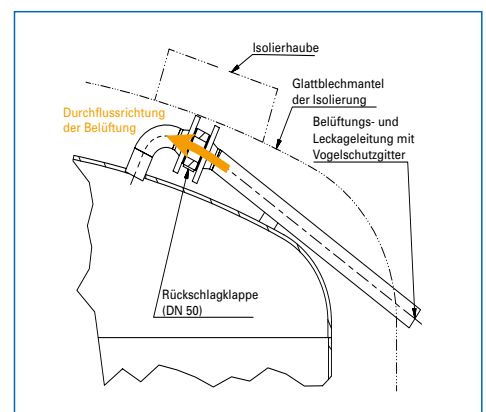 Isolierhaube
Glattblechmantel
der Isolierung
Durchflussrichtung
der Belüftung
Belüftungs- und
Leckageleitung mit
Vogelschutzgitter
Rückschlagklappe
(DN 50)